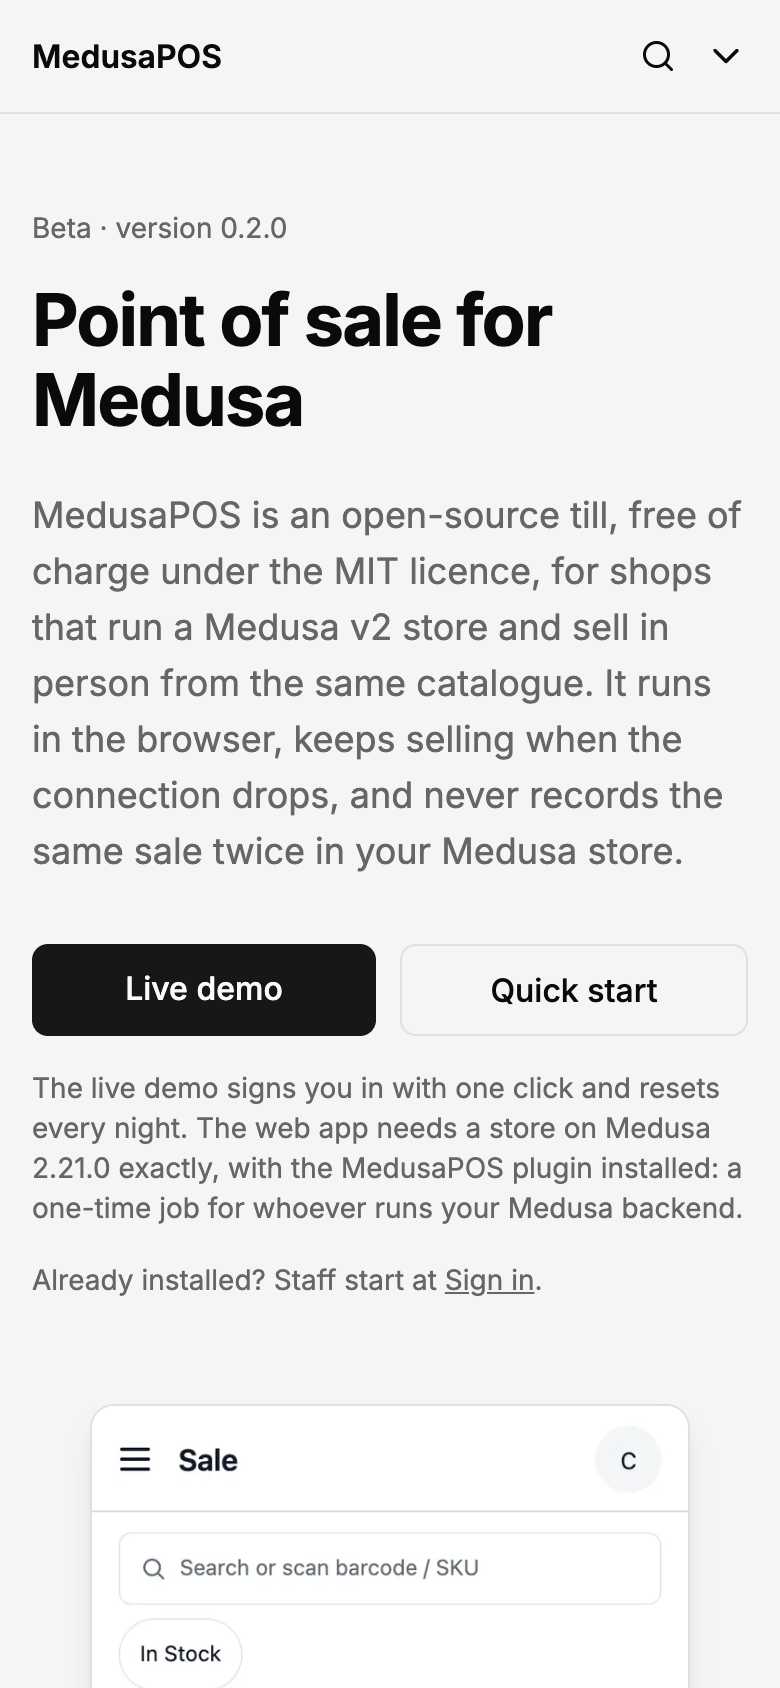 MedusaPOS
Beta · version 0.2.0
Point of sale for
Medusa
MedusaPOS is an open-source till, free of
charge under the MIT licence, for shops
that run a Medusa v2 store and sell in
person from the same catalogue. It runs
in the browser, keeps selling when the
connection drops, and never records the
same sale twice in your Medusa store.
Live demo
Quick start
The live demo signs you in with one click and resets
every night. The web app needs a store on Medusa
2.21.0 exactly, with the MedusaPOS plugin installed: a
one-time job for whoever runs your Medusa backend.
Already installed? Staff start at Sign in.
Sale
C
Search or scan barcode / SKU
In Stock